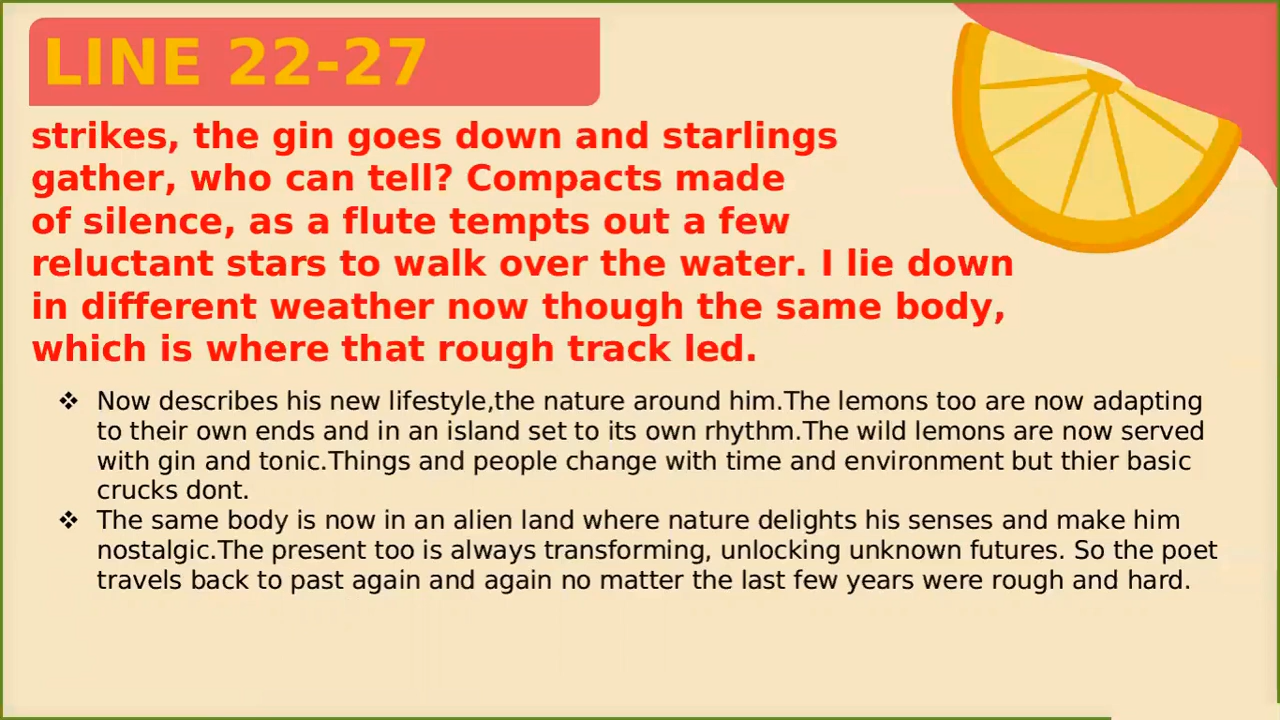 LINE 22-27
strikes, the gin goes down and starlings
gather, who can tell? Compacts made
of silence, as a flute tempts out a few
reluctant stars to walk over the water. I lie down
in different weather now though the same body,
which is where that rough track led.
❖ Now describes his new lifestyle,the nature around him.The lemons too are now adapting
to their own ends and in an island set to its own rhythm.The wild lemons are now served
with gin and tonic.Things and people change with time and environment but thier basic
crucks dont.
❖ The same body is now in an alien land where nature delights his senses and make him
nostalgic.The present too is always transforming, unlocking unknown futures. So the poet
travels back to past again and again no matter the last few years were rough and hard.